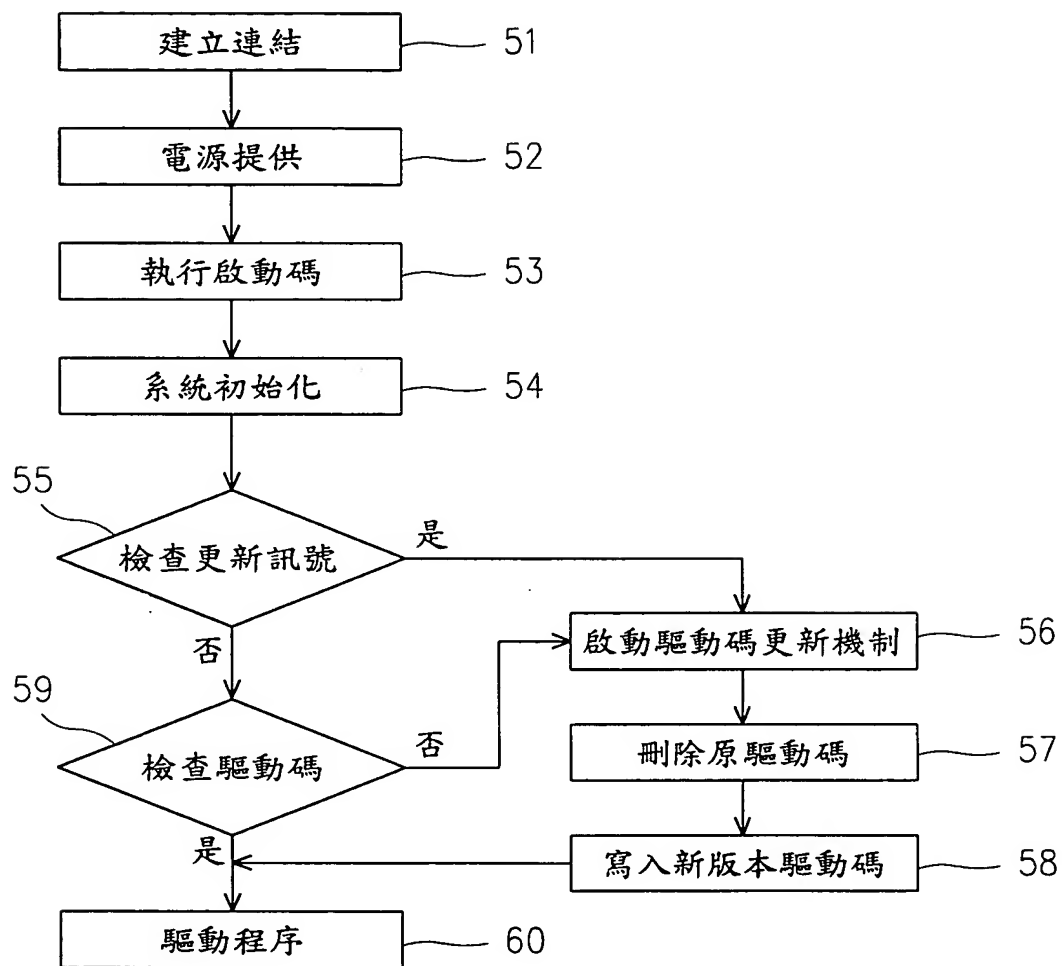 建立連結 51
電源提供 52
執行啟動碼 53
系統初始化 54
55
檢查更新訊號
是
否
啟動驅動碼更新機制 56
59
檢查驅動碼
否
刪除原驅動碼 57
是
寫入新版本驅動碼 58
驅動程序 60